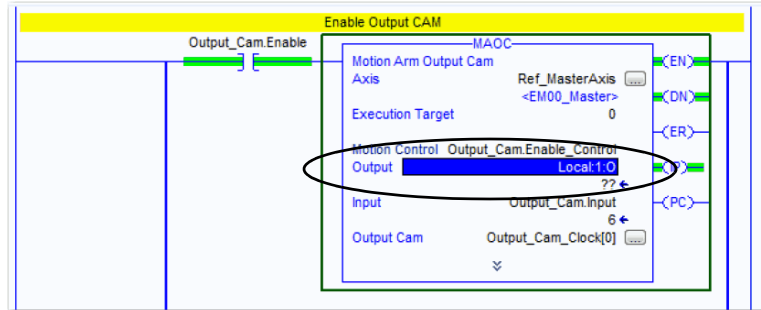 Enable Output CAM
Output_Cam.Enable
MAOC
Motion Arm Output Cam
Axis Ref_MasterAxis ...
<EM00_Master>
Execution Target 0
Motion Control Output_Cam.Enable_Control
Output Local:1:O
??
Input Output_Cam.Input
6
Output Cam Output_Cam_Clock[0] ...
EN
DN
ER
IP
PC